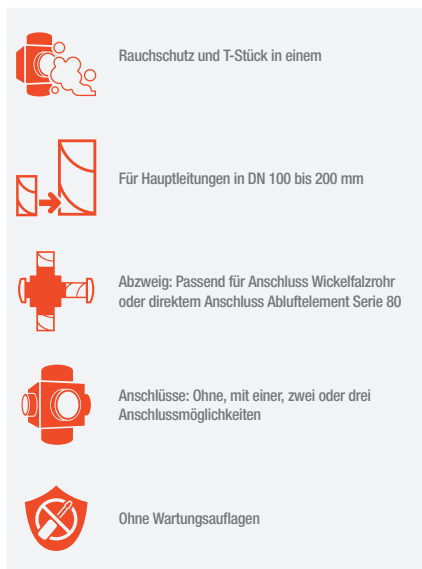 Rauchschutz und T-Stück in einem
Für Hauptleitungen in DN 100 bis 200 mm
Abzweig: Passend für Anschluss Wickelfalzrohr
oder direktem Anschluss Abluftelement Serie 80
Anschlüsse: Ohne, mit einer, zwei oder drei
Anschlussmöglichkeiten
Ohne Wartungsauflagen